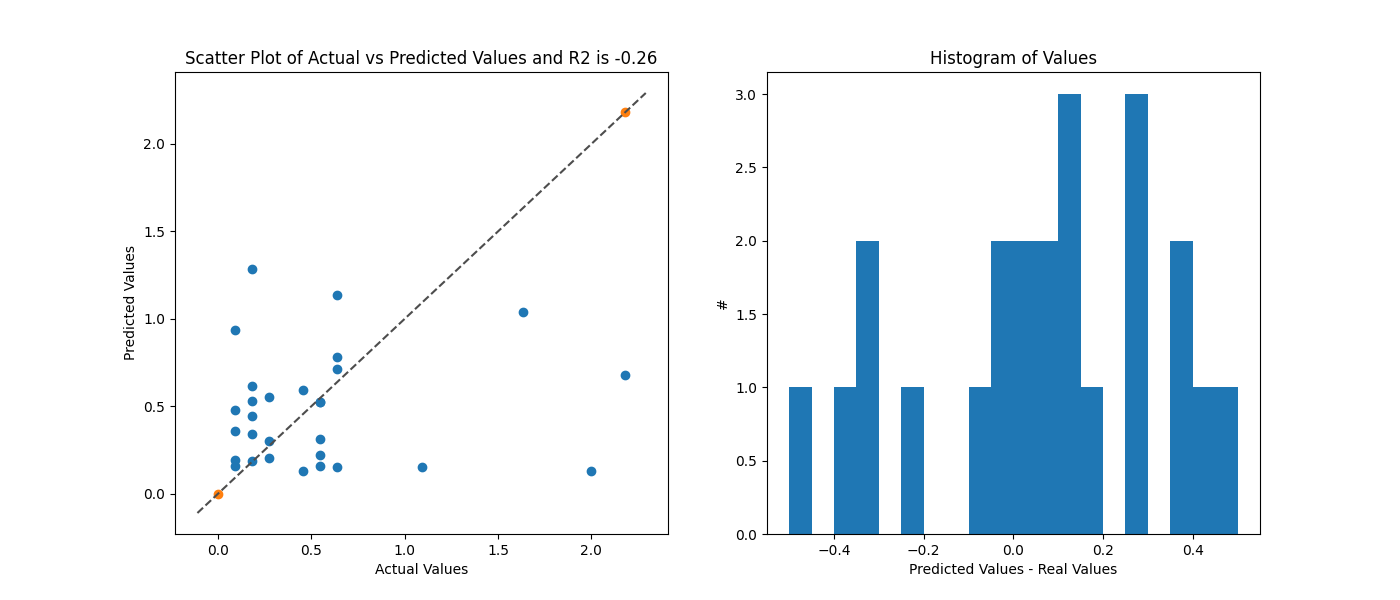 Scatter Plot of Actual vs Predicted Values and R2 is -0.26
2.0
1.5
1.0
0.5
0.0
Predicted Values
0.0 0.5 1.0 1.5 2.0
Actual Values
Histogram of Values
3.0
2.5
2.0
1.5
1.0
0.5
0.0
#
−0.4 −0.2 0.0 0.2 0.4
Predicted Values - Real Values